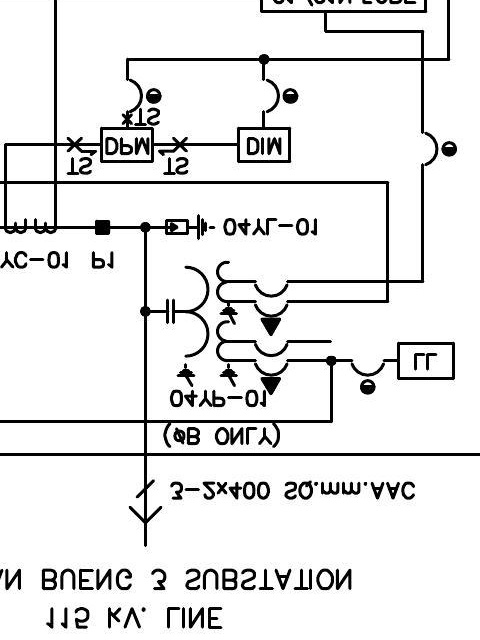 TS
DPM
DIM
TS
TS
04YL-01
YC-01 P1
LL
04YP-01
(øB ONLY)
3-2x400 SQ.mm.AAC
AN BUENG 3 SUBSTATION
115 kV. LINE